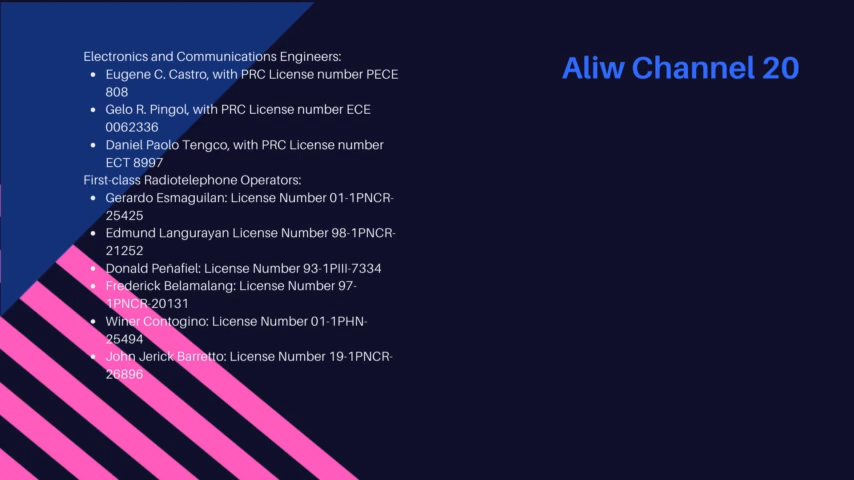 Electronics and Communications Engineers:
• Eugene C. Castro, with PRC License number PECE
808
• Gelo R. Pingol, with PRC License number ECE
0062336
• Daniel Paolo Tengco, with PRC License number
ECT 8997
First-class Radiotelephone Operators:
• Gerardo Esmaguilan: License Number 01-1PNCR-
25425
• Edmund Langurayan License Number 98-1PNCR-
21252
• Donald Peñafiel: License Number 93-1PIII-7334
• Frederick Belamalang: License Number 97-
1PNCR-20131
• Winer Contogino: License Number 01-1PHN-
25494
• John Jerick Barretto: License Number 19-1PNCR-
26896
Aliw Channel 20